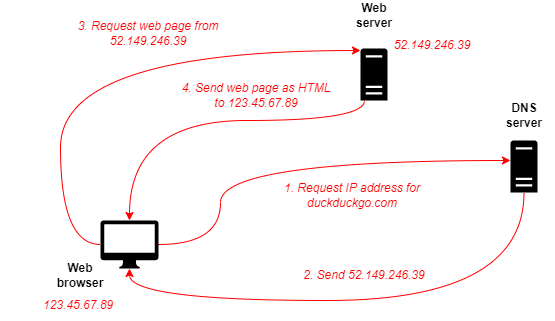 Web
server
3. Request web page from
52.149.246.39
52.149.246.39
4. Send web page as HTML
to 123.45.67.89
DNS
server
1. Request IP address for
duckduckgo.com
Web
browser
2. Send 52.149.246.39
123.45.67.89